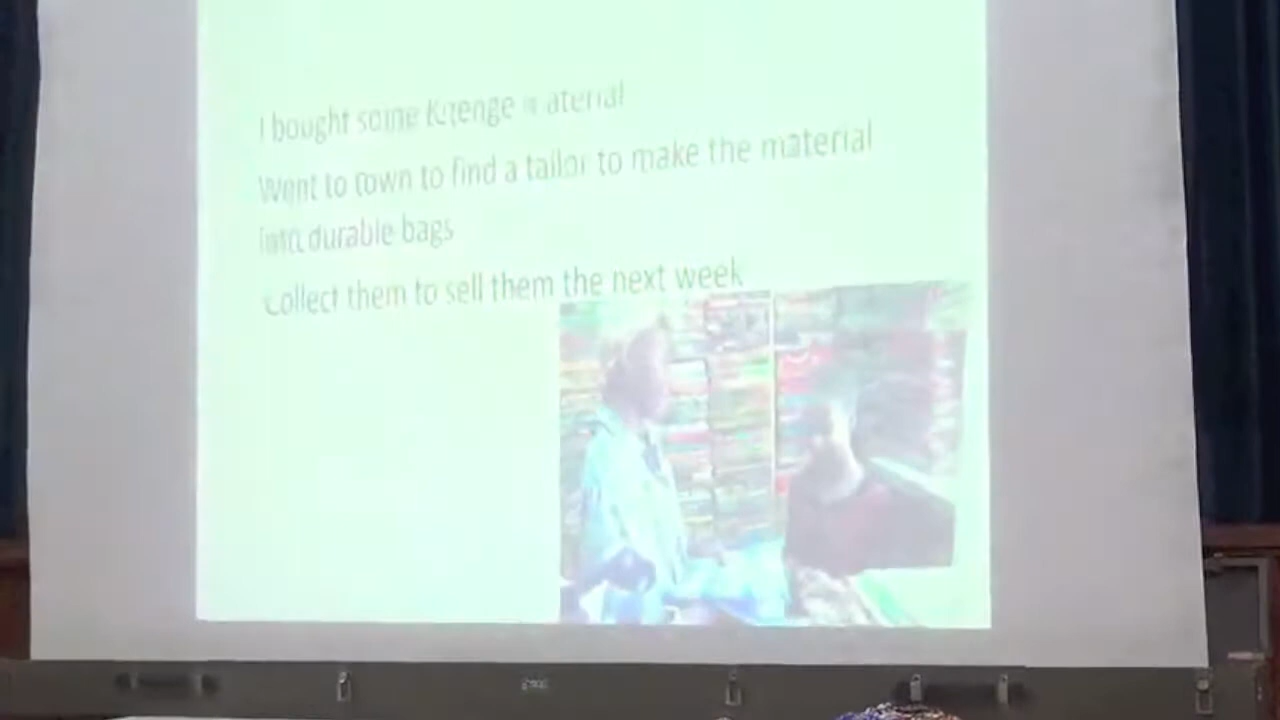 I bought some Kitenge material
Went to town to find a tailor to make the material
into durable bags
Collect them to sell them the next week